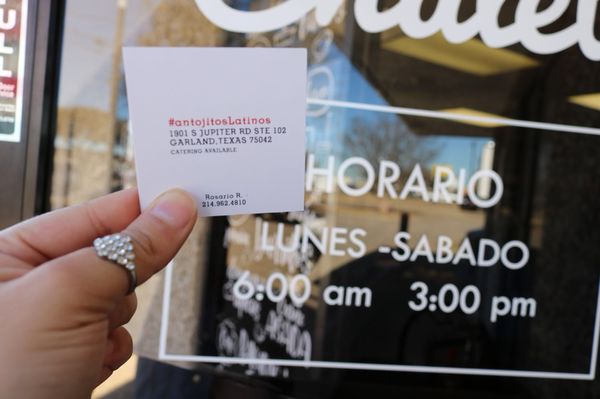 #antojitosLatinos
1901 S JUPITER RD STE 102
GARLAND, TEXAS 75042
CATERING AVAILABLE
Rosario R.
214.962.4810
HORARIO
LUNES - SABADO
6:00 am 3:00 pm